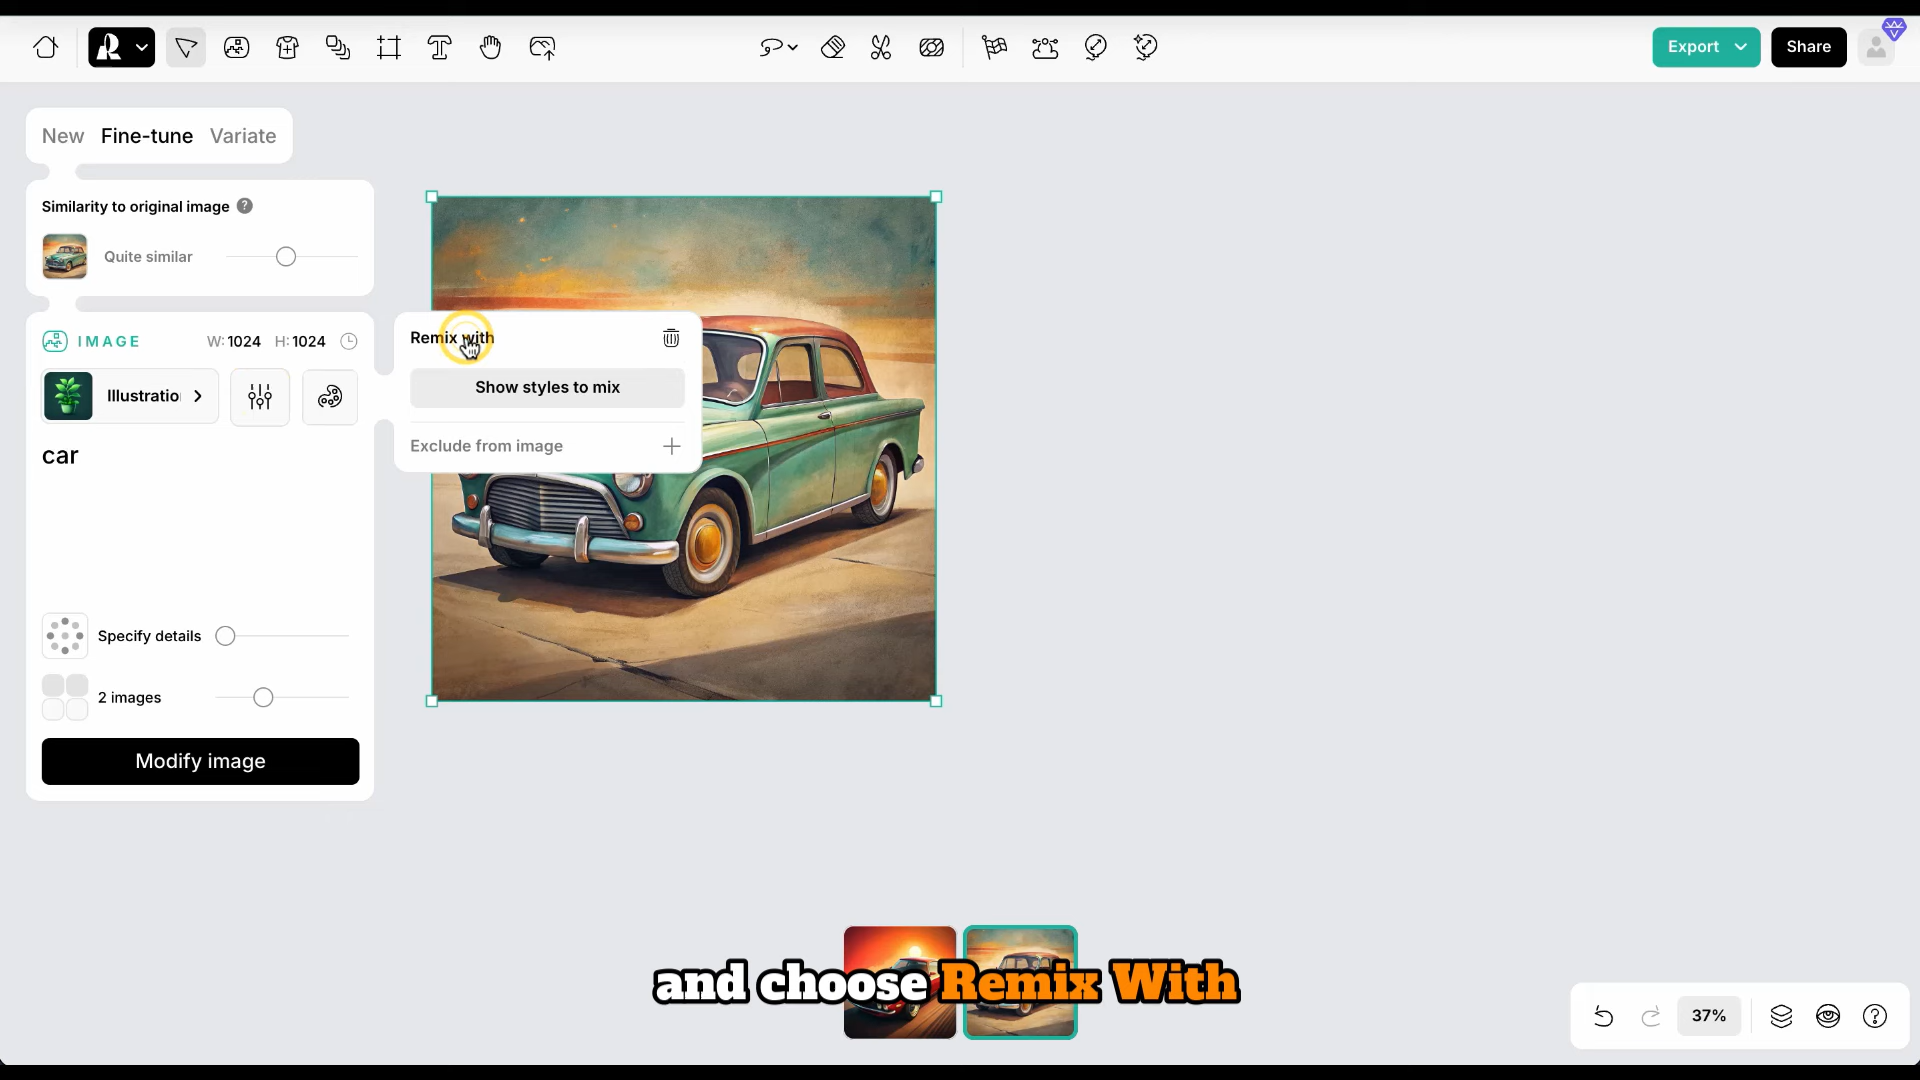 Export
Share
New Fine-tune Variate
Similarity to original image ?
Quite similar
IMAGE W: 1024 H: 1024
Illustratio
car
Remix with
Show styles to mix
Exclude from image
Specify details
2 images
Modify image
and choose Remix With
37%
?